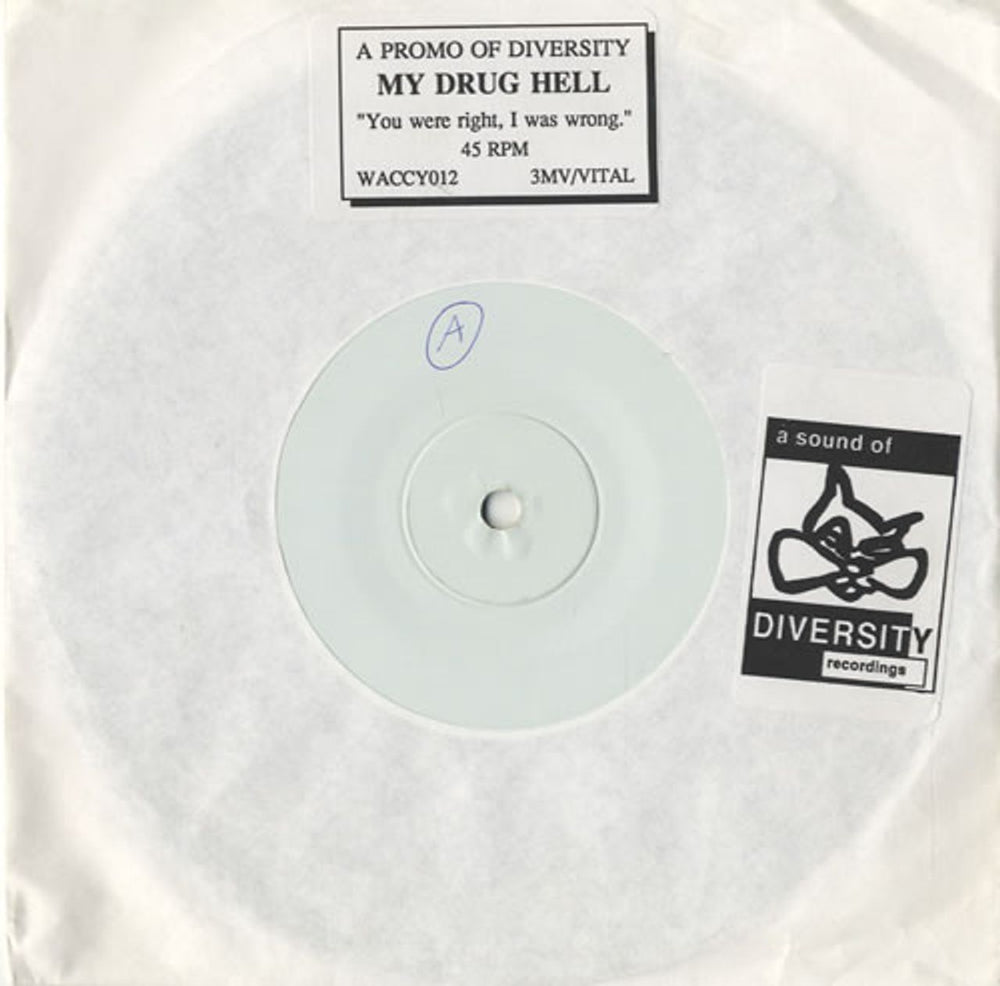 A PROMO OF DIVERSITY
MY DRUG HELL
"You were right, I was wrong."
45 RPM
WACCY012 3MV/VITAL
A
a sound of
DIVERSITY
recordings